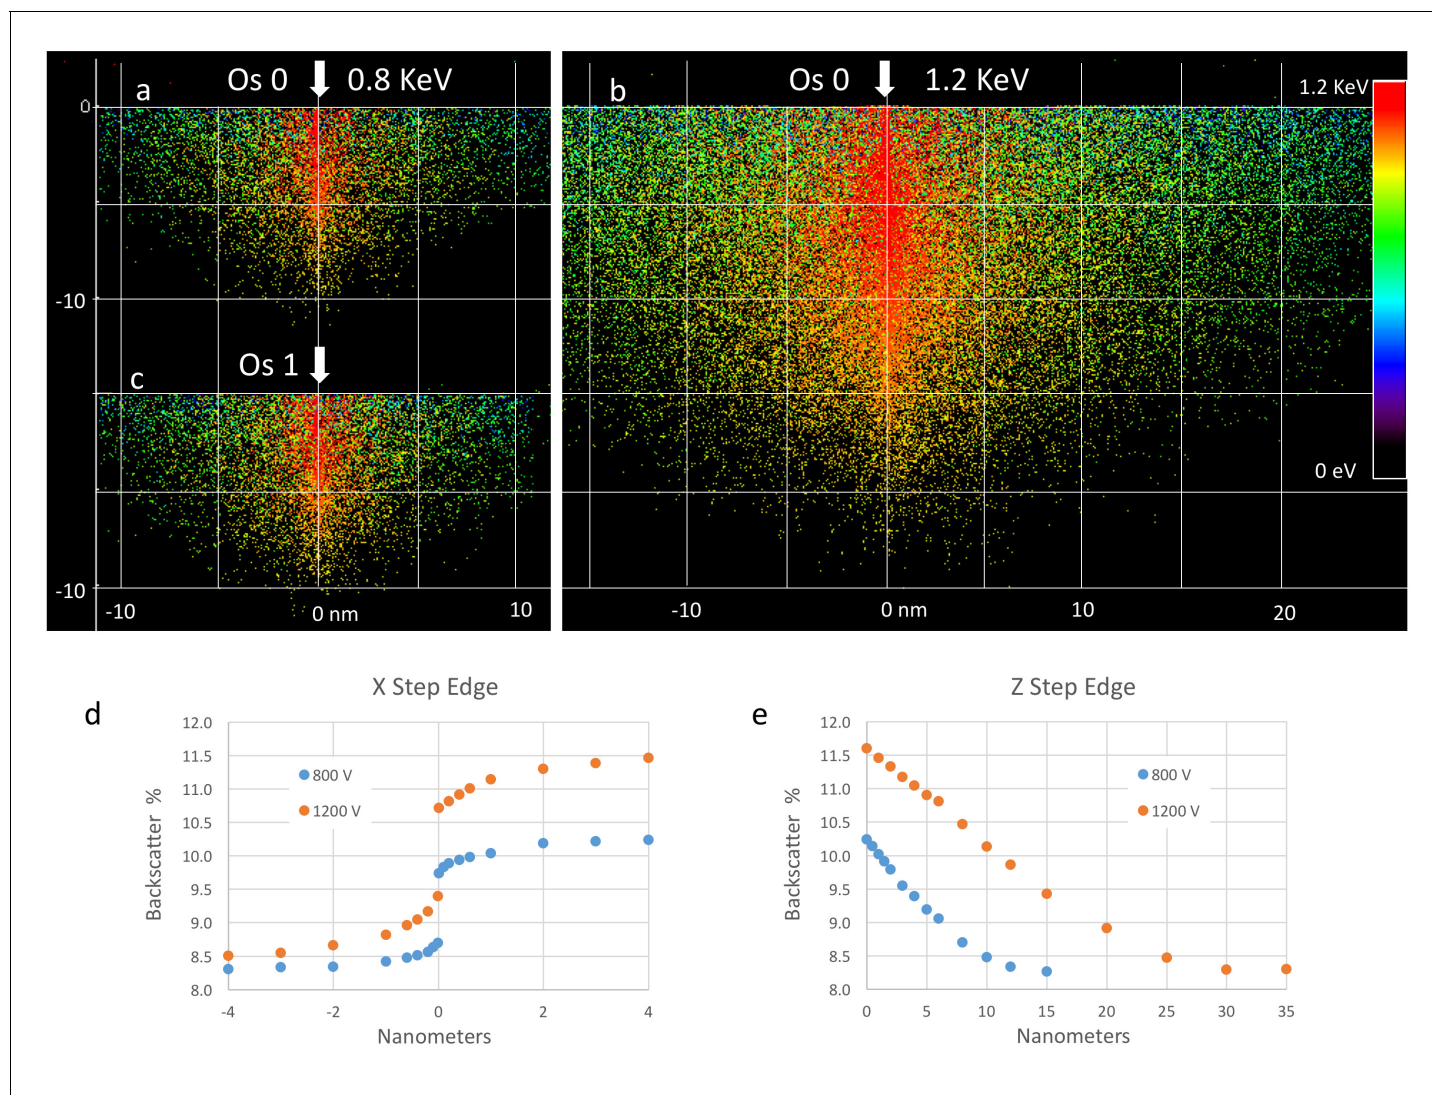 a Os 0 0.8 KeV
0
-10
Os 1
c
-10
-10 0 nm 10
b Os 0 1.2 KeV
1.2 KeV
0 eV
-10 0 nm 10 20
d
X Step Edge
Backscatter %
12.0
11.5
11.0
10.5
10.0
9.5
9.0
8.5
8.0
800 V
1200 V
-4 -2 0 2 4
Nanometers
e
Z Step Edge
Backscatter %
12.0
11.5
11.0
10.5
10.0
9.5
9.0
8.5
8.0
800 V
1200 V
0 5 10 15 20 25 30 35
Nanometers